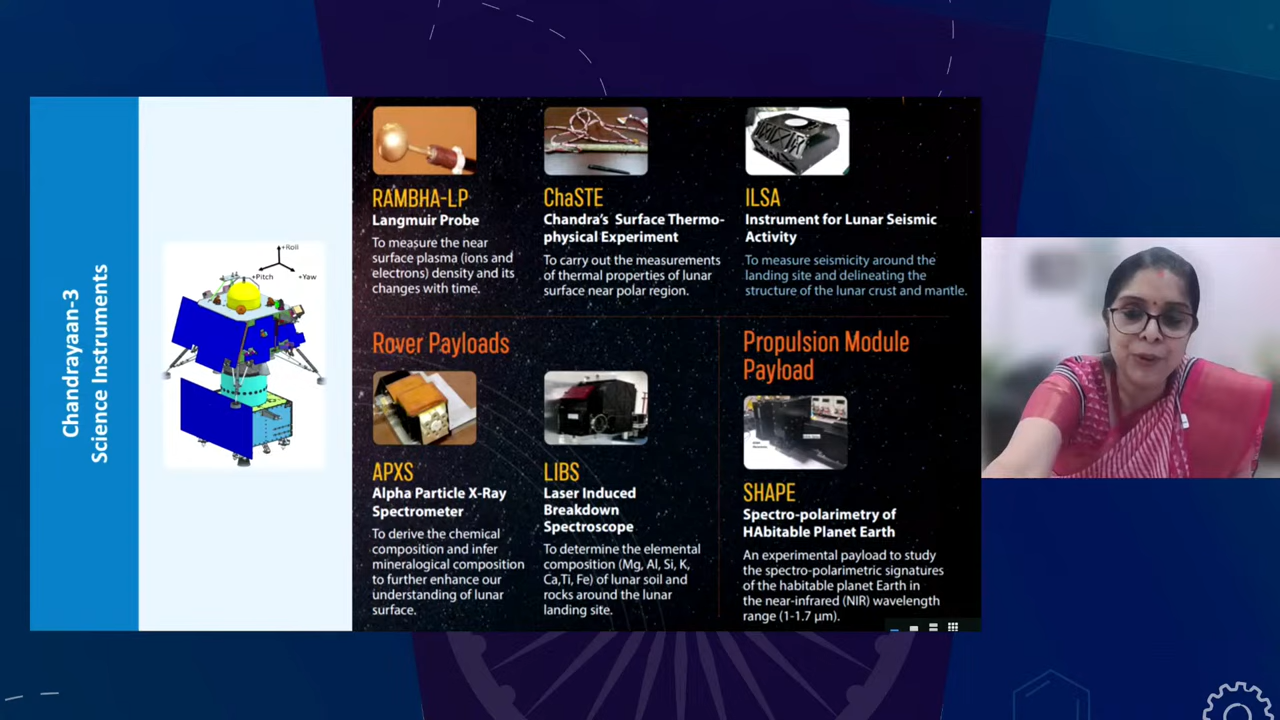 Chandrayaan-3
Science Instruments
+Roll
+Pitch
+Yaw
RAMBHA-LP
Langmuir Probe
To measure the near
surface plasma (ions and
electrons) density and its
changes with time.
ChaSTE
Chandra's Surface Thermo-
physical Experiment
To carry out the measurements
of thermal properties of lunar
surface near polar region.
ILSA
Instrument for Lunar Seismic
Activity
To measure seismicity around the
landing site and delineating the
structure of the lunar crust and mantle.
Rover Payloads
APXS
Alpha Particle X-Ray
Spectrometer
To derive the chemical
composition and infer
mineralogical composition
to further enhance our
understanding of lunar
surface.
LIBS
Laser Induced
Breakdown
Spectroscope
To determine the elemental
composition (Mg, Al, Si, K,
Ca,Ti, Fe) of lunar soil and
rocks around the lunar
landing site.
Propulsion Module
Payload
SHAPE
Spectro-polarimetry of
HAbitable Planet Earth
An experimental payload to study
the spectro-polarimetric signatures
of the habitable planet Earth in
the near-infrared (NIR) wavelength
range (1-1.7 μm).